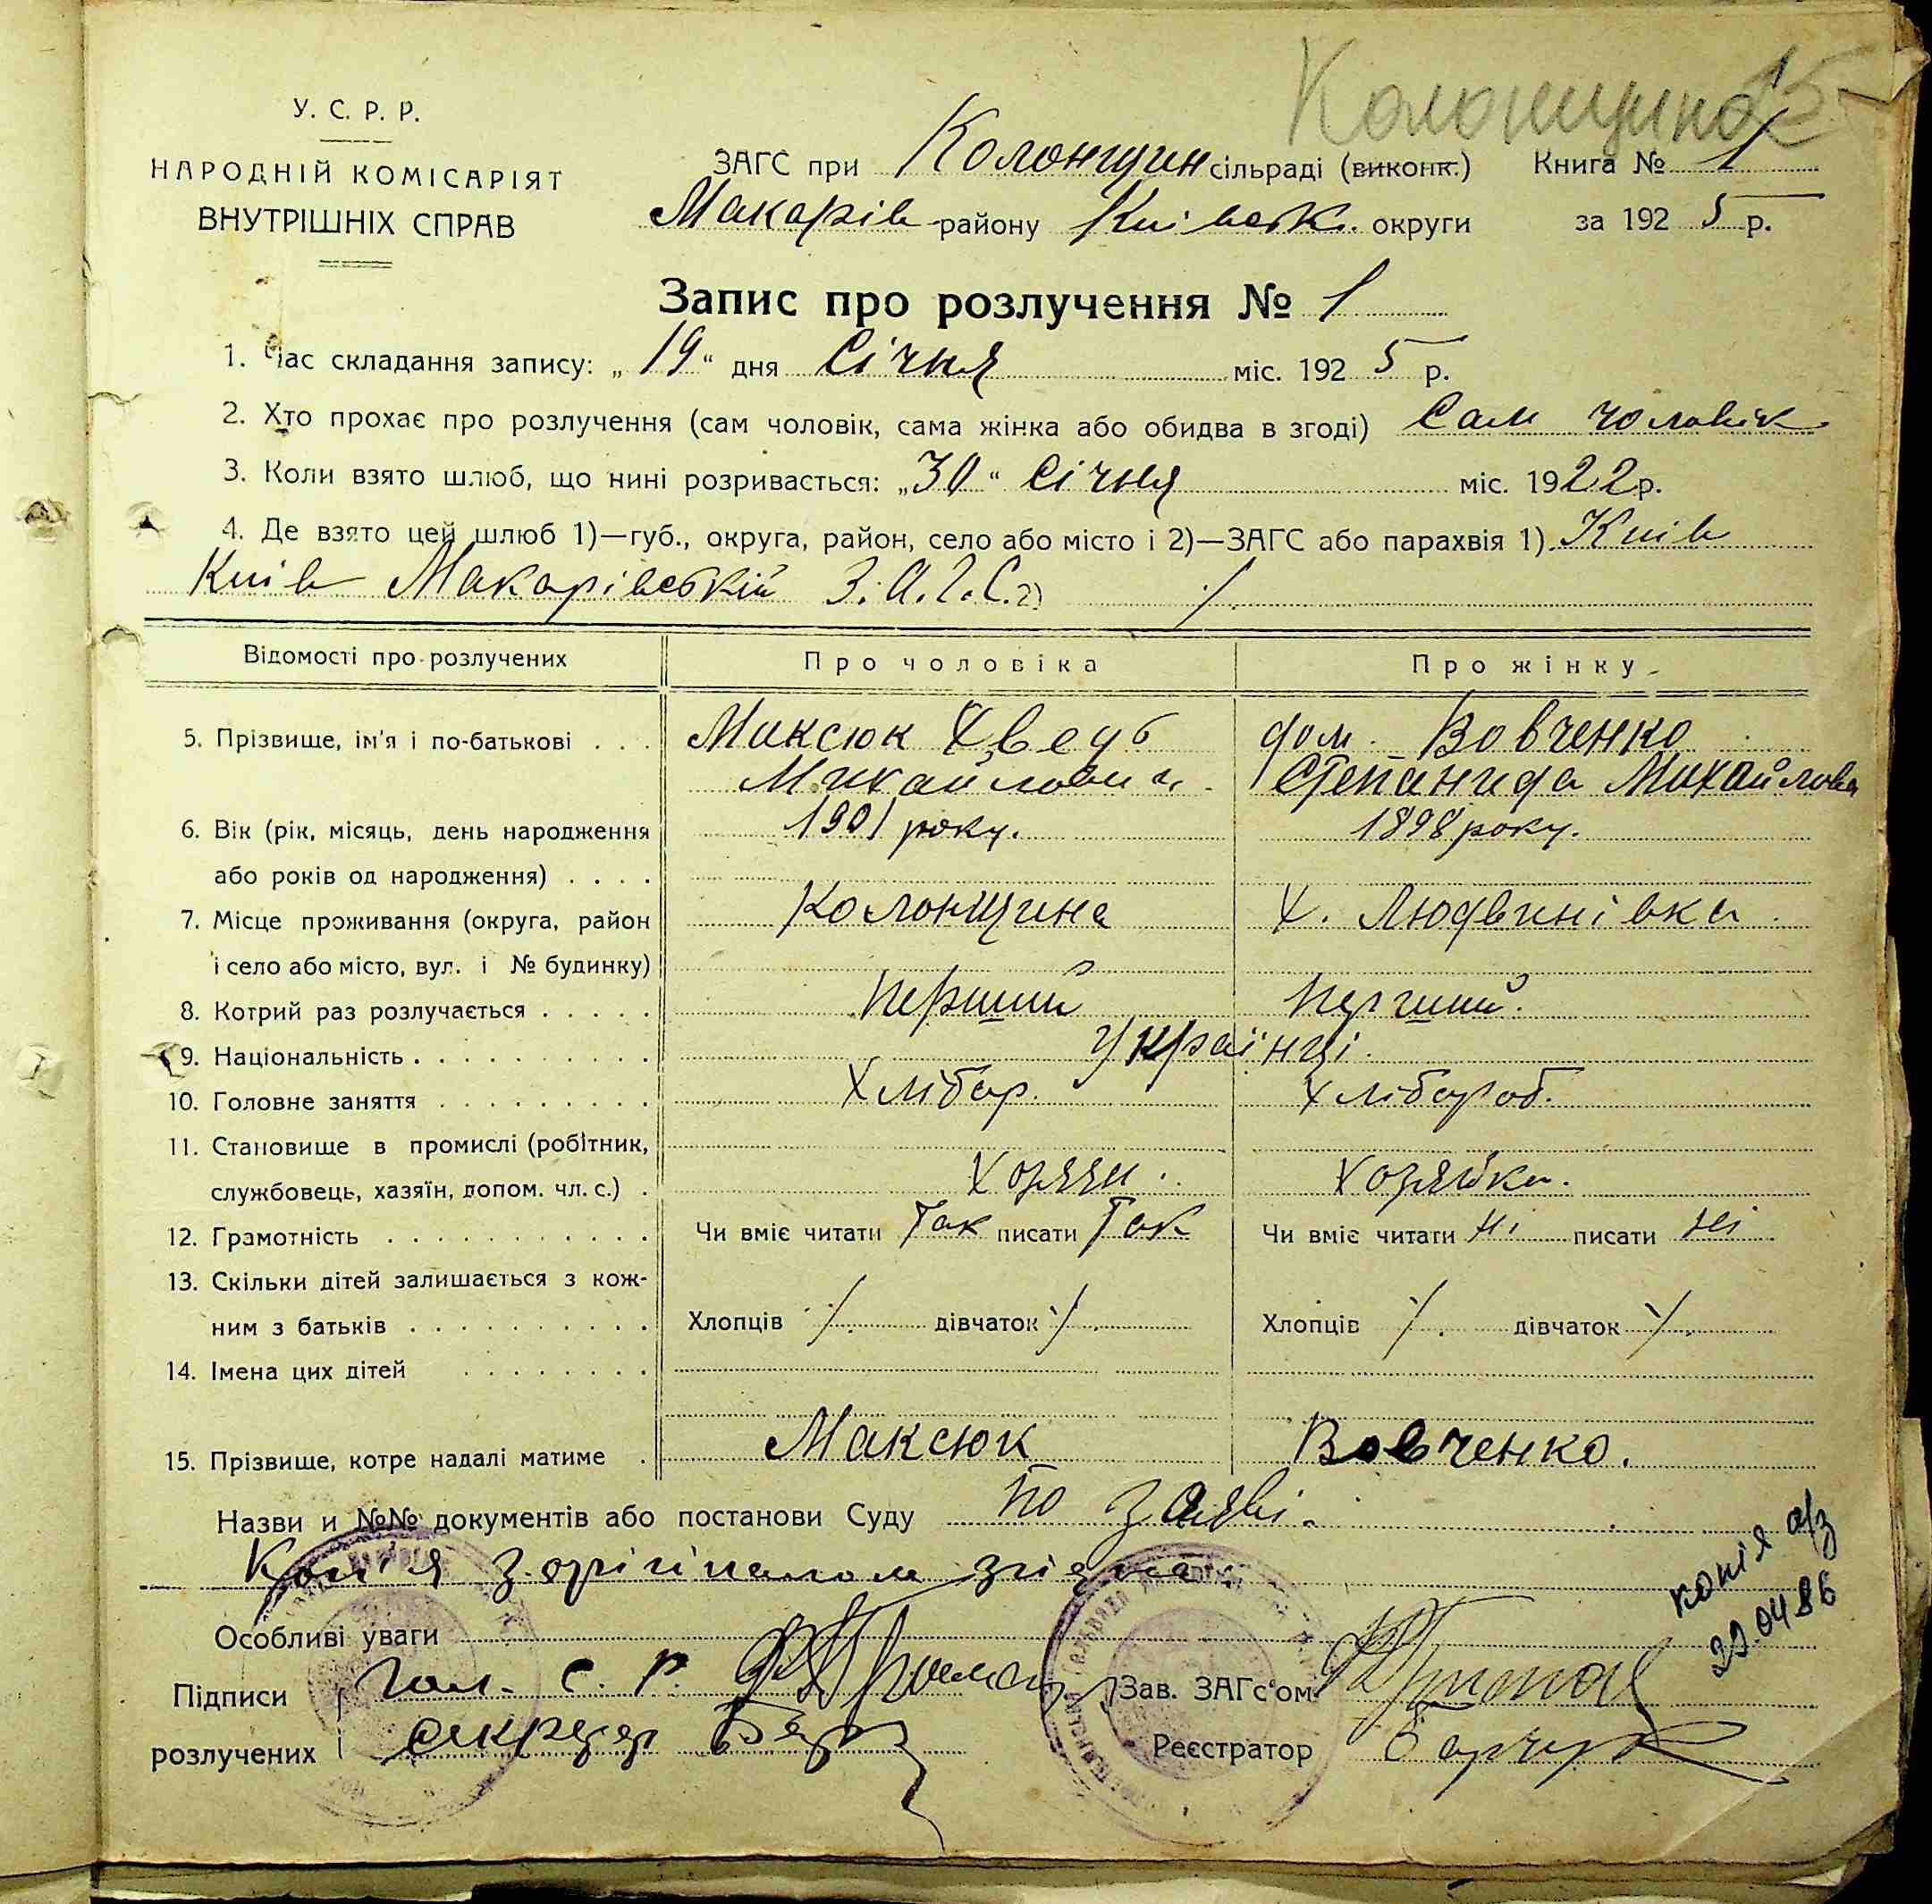 Колонщина
У. С. Р. Р.
НАРОДНІЙ КОМІСАРІЯТ
ВНУТРІШНІХ СПРАВ
ЗАГС при Колонщин сільраді (виконк.) Книга № 1
Макарів району Київськ. округи за 1925 р.
Запис про розлучення № 1
1. Час складання запису: „19“ дня Січня міс. 1925 р.
2. Хто прохає про розлучення (сам чоловік, сама жінка або обидва в згоді) Сам чоловік
3. Коли взято шлюб, що нині розривається: „30“ Січня міс. 1922 р.
4. Де взято цей шлюб 1)—губ., округа, район, село або місто і 2)—ЗАГС або парахвія 1) Київ
Київ Макарівській З.А.Г.С. 2)
Відомості про розлучених Про чоловіка Про жінку
5. Прізвище, ім'я і по-батькові . . . Максюк Хведь дом. Вовченко
Михайлович Степанида Михайлова
6. Вік (рік, місяць, день народження 1901 року. 1898 року.
або років од народження) . . . .
7. Місце проживання (округа, район Колонщина Х. Людвинівка
і село або місто, вул. і № будинку)
8. Котрий раз розлучається . . . . . Перший Перший.
9. Національність . . . . . . . . . . Українці.
10. Головне заняття . . . . . . . . . Хлібор. Хлібороб.
11. Становище в промислі (робітник,
службовець, хазяїн, допом. чл. с.) . Хозяїн. Хозяйка.
12. Грамотність . . . . . . . . . . . Чи вміє читати Так писати Так Чи вміє читати Ні писати Ні
13. Скільки дітей залишається з кож-
ним з батьків . . . . . . . . . . Хлопців дівчаток Хлопців дівчаток
14. Імена цих дітей . . . . . . . .
15. Прізвище, котре надалі матиме . Максюк Вовченко.
Назви и №№ документів або постанови Суду По заяві.
Копія з орігіналом згідна
копія а/з
Особливі уваги
22.04.86
Підписи Гол. С. Р. Зав. ЗАГс'ом
розлучених секретар Реєстратор